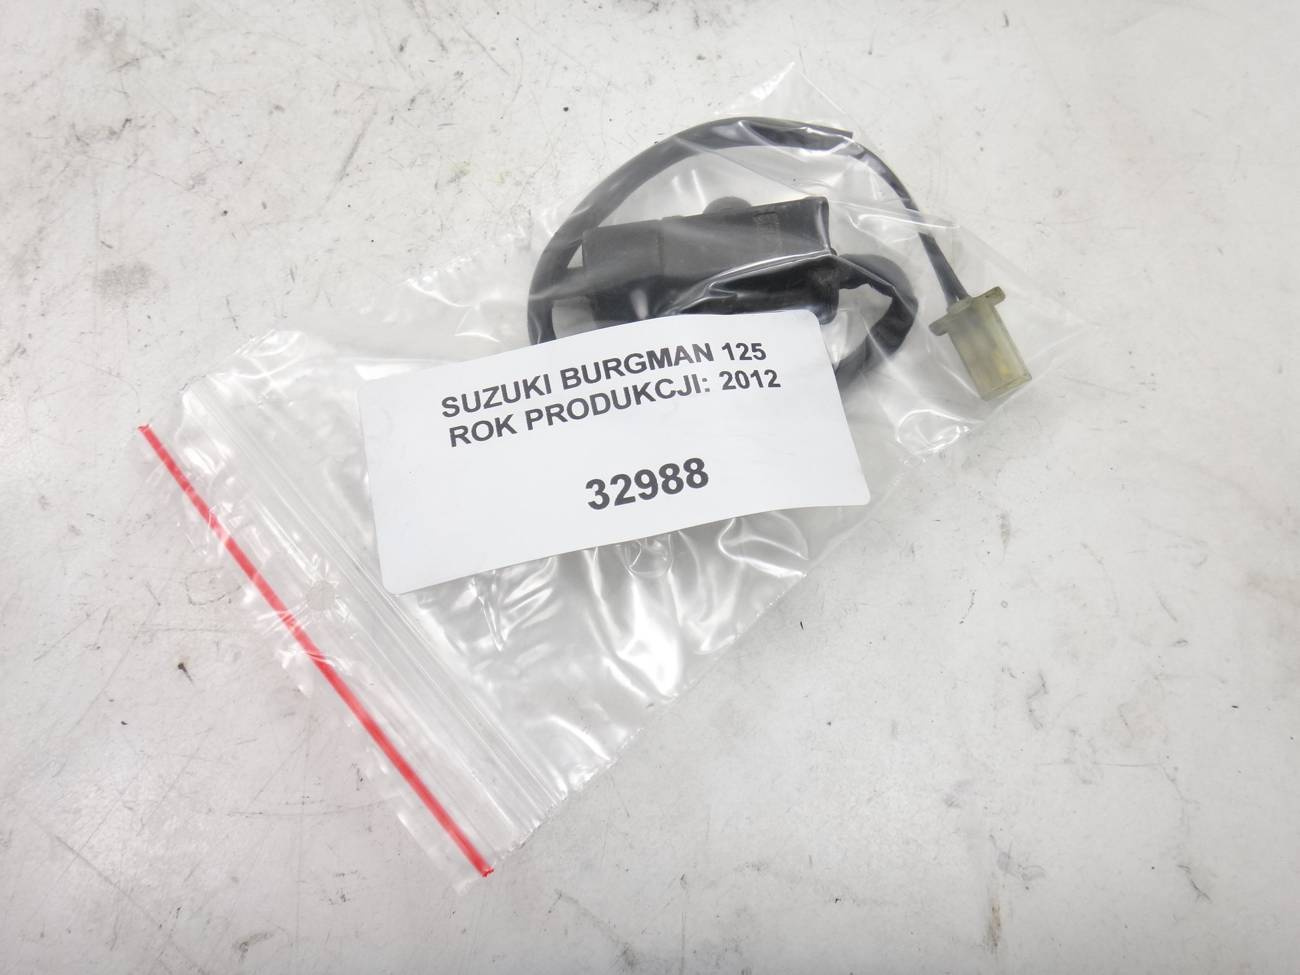 SUZUKI BURGMAN 125
ROK PRODUKCJI: 2012
32988